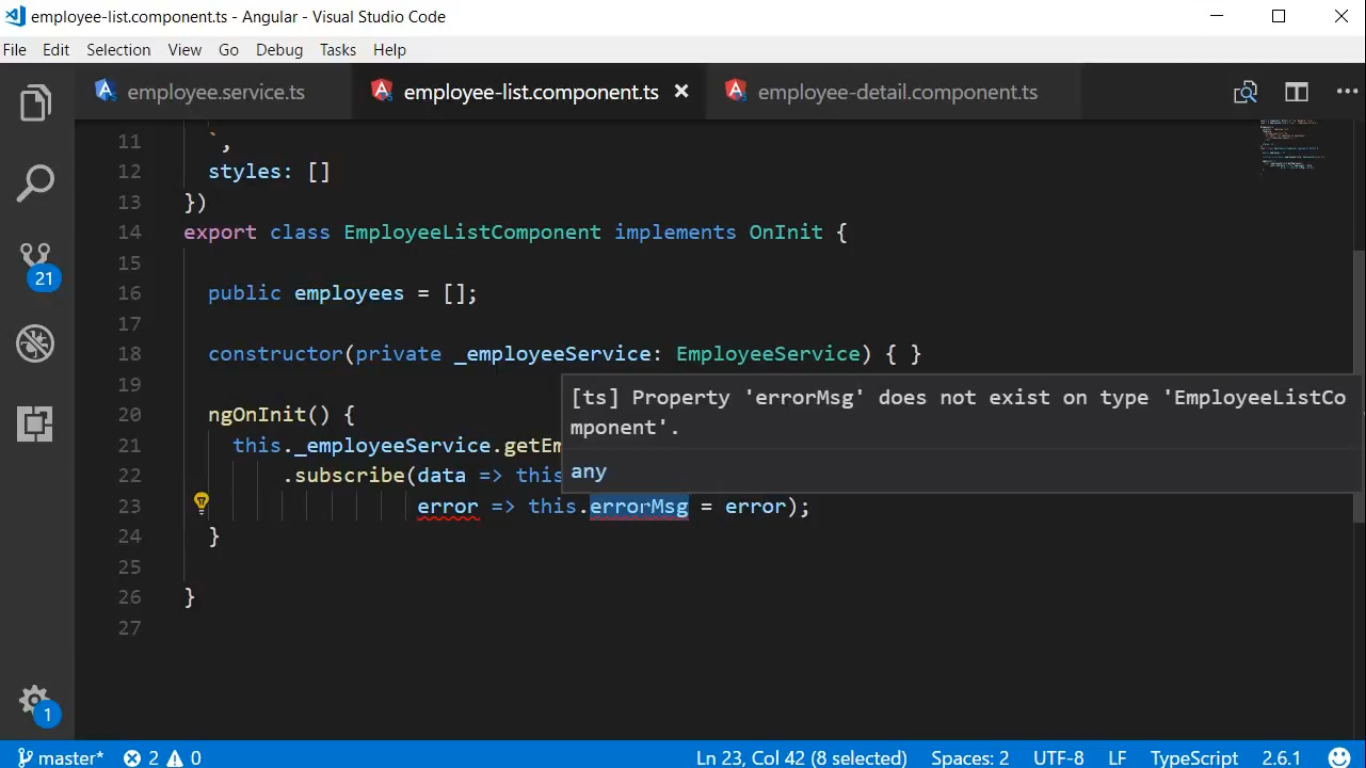 employee-list.component.ts - Angular - Visual Studio Code
File Edit Selection View Go Debug Tasks Help
employee.service.ts employee-list.component.ts × employee-detail.component.ts •••
11 `,
12 styles: []
13 })
14 export class EmployeeListComponent implements OnInit {
15
16 public employees = [];
17
18 constructor(private _employeeService: EmployeeService) { }
19
[ts] Property 'errorMsg' does not exist on type 'EmployeeListCo
mponent'.
any
20 ngOnInit() {
21 this._employeeService.getEm
22 .subscribe(data => this
23 error => this.errorMsg = error);
24 }
25
26 }
27
21
1
master* 2 0 Ln 23, Col 42 (8 selected) Spaces: 2 UTF-8 LF TypeScript 2.6.1